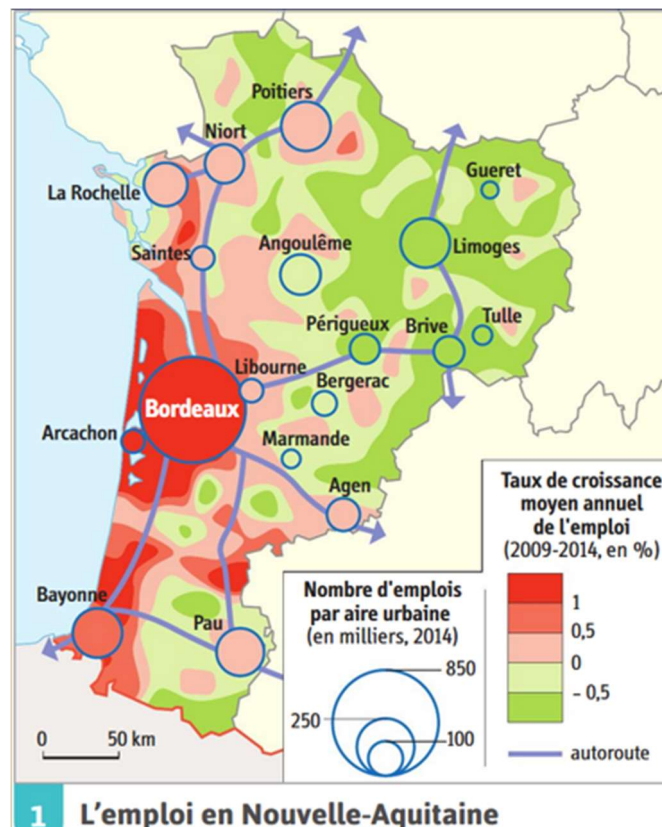 Poitiers
Niort
La Rochelle
Gueret
Limoges
Saintes
Angoulême
Périgueux
Brive
Tulle
Libourne
Bergerac
Bordeaux
Arcachon
Marmande
Agen
Bayonne
Pau
0 50 km
Nombre d'emplois
par aire urbaine
(en milliers, 2014)
850
250
100
Taux de croissance
moyen annuel
de l'emploi
(2009-2014, en %)
1
0,5
0
– 0,5
autoroute
1 L'emploi en Nouvelle-Aquitaine